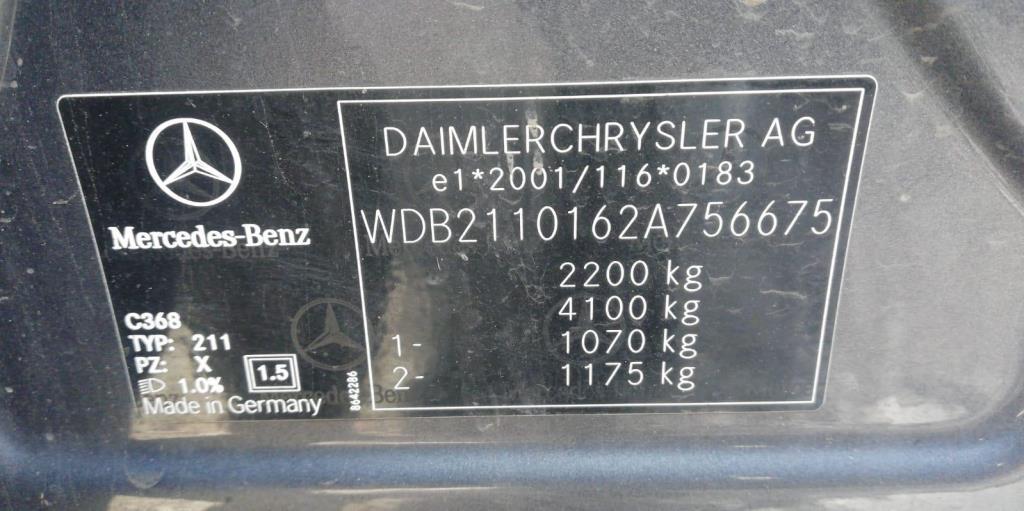 Mercedes-Benz
C368
TYP: 211
PZ: X
1.0%
1.5
Made in Germany
8642286
DAIMLERCHRYSLER AG
e1*2001/116*0183
WDB2110162A756675
2200 kg
4100 kg
1- 1070 kg
2- 1175 kg